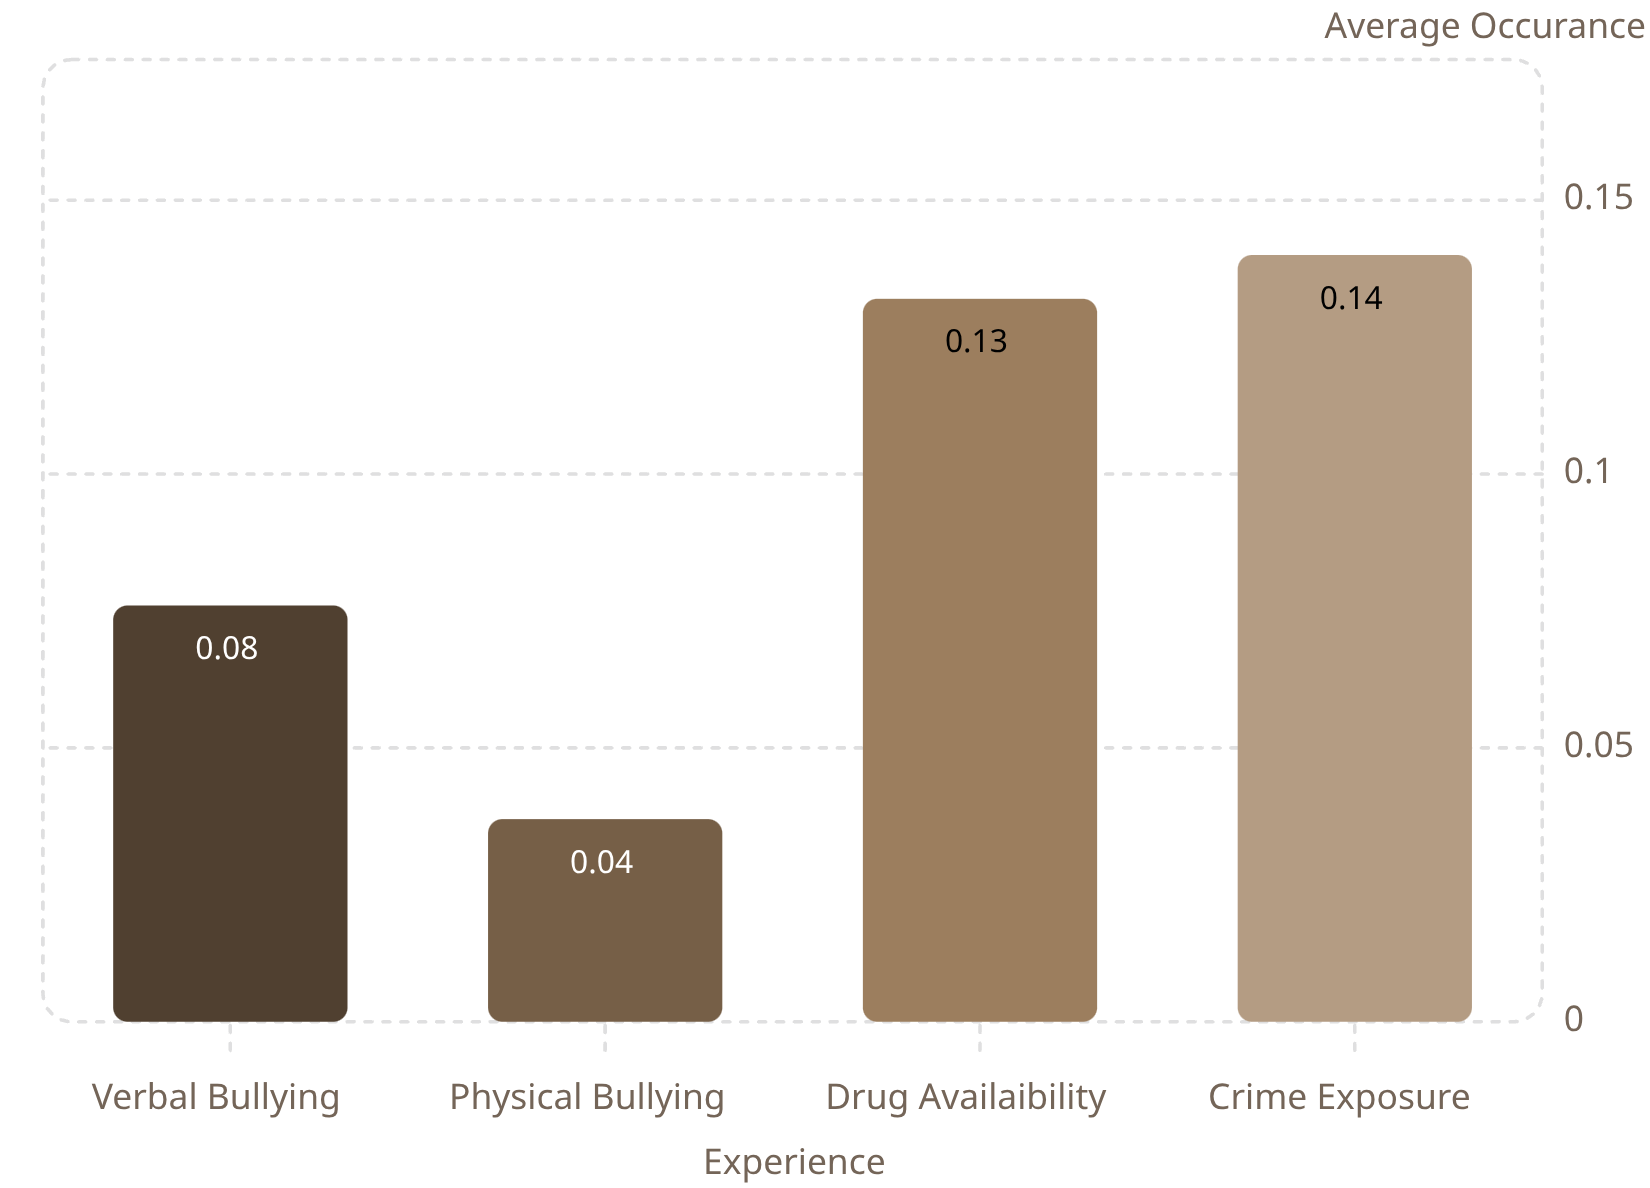 Average Occurance
0.15
0.14
0.13
0.1
0.08
0.05
0.04
0
Verbal Bullying Physical Bullying Drug Availaibility Crime Exposure
Experience